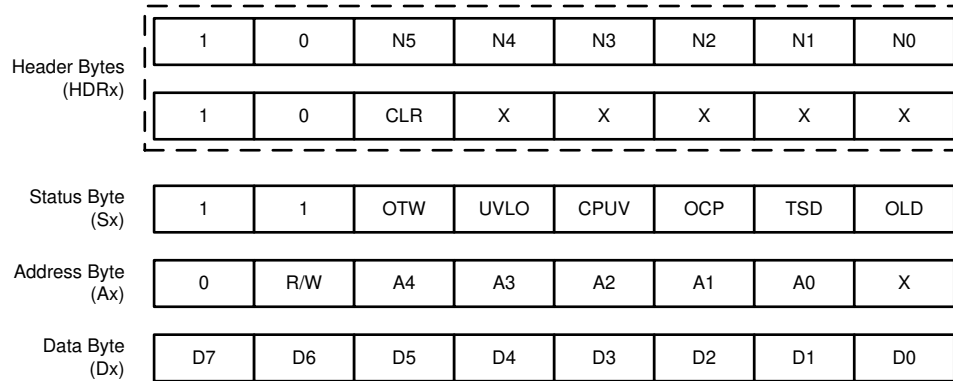 1 0 N5 N4 N3 N2 N1 N0
Header Bytes
(HDRx)
1 0 CLR X X X X X
Status Byte
(Sx)
1 1 OTW UVLO CPUV OCP TSD OLD
Address Byte
(Ax)
0 R/W A4 A3 A2 A1 A0 X
Data Byte
(Dx)
D7 D6 D5 D4 D3 D2 D1 D0